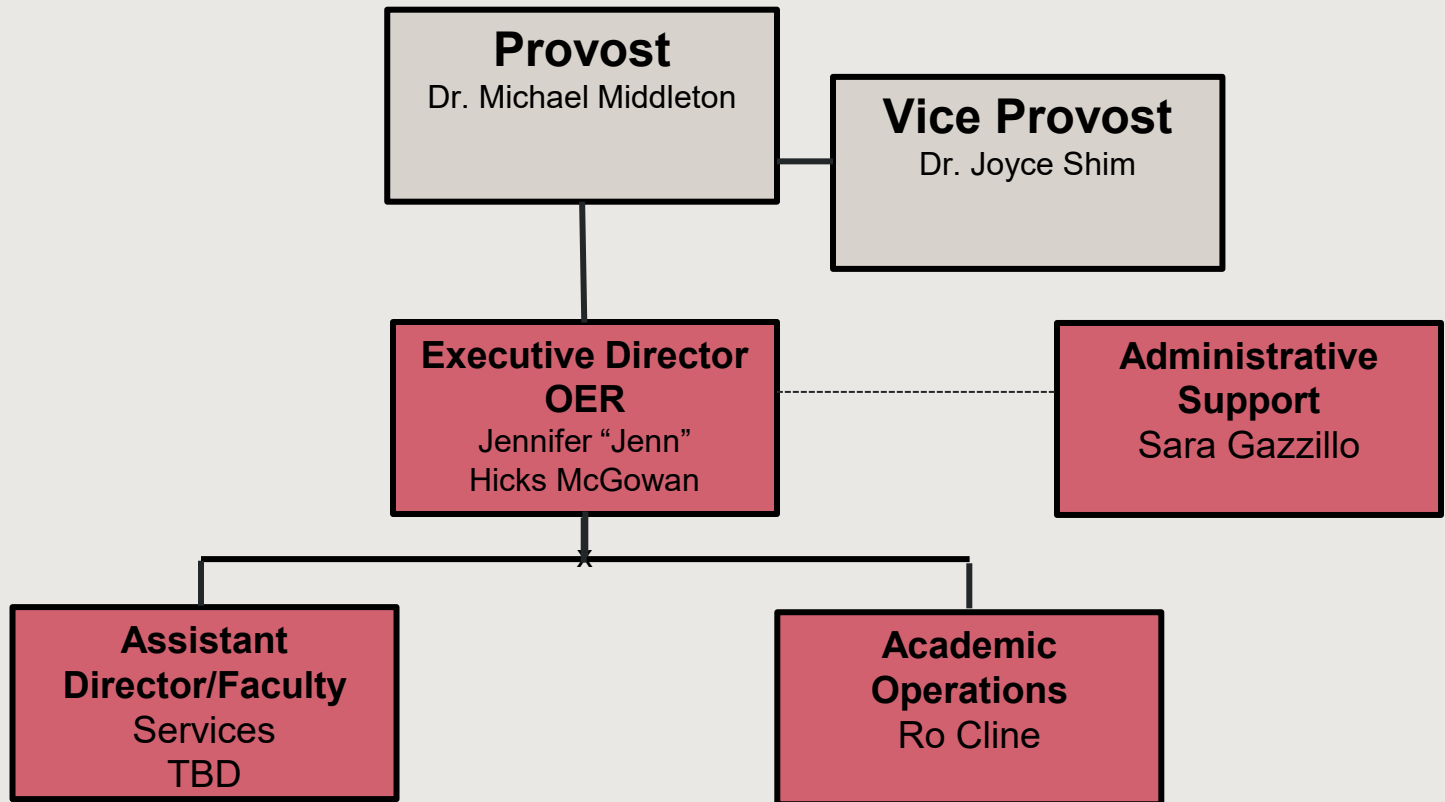 Provost
Dr. Michael Middleton
Vice Provost
Dr. Joyce Shim
Executive Director
OER
Jennifer “Jenn”
Hicks McGowan
Administrative
Support
Sara Gazzillo
x
Assistant
Director/Faculty
Services
TBD
Academic
Operations
Ro Cline